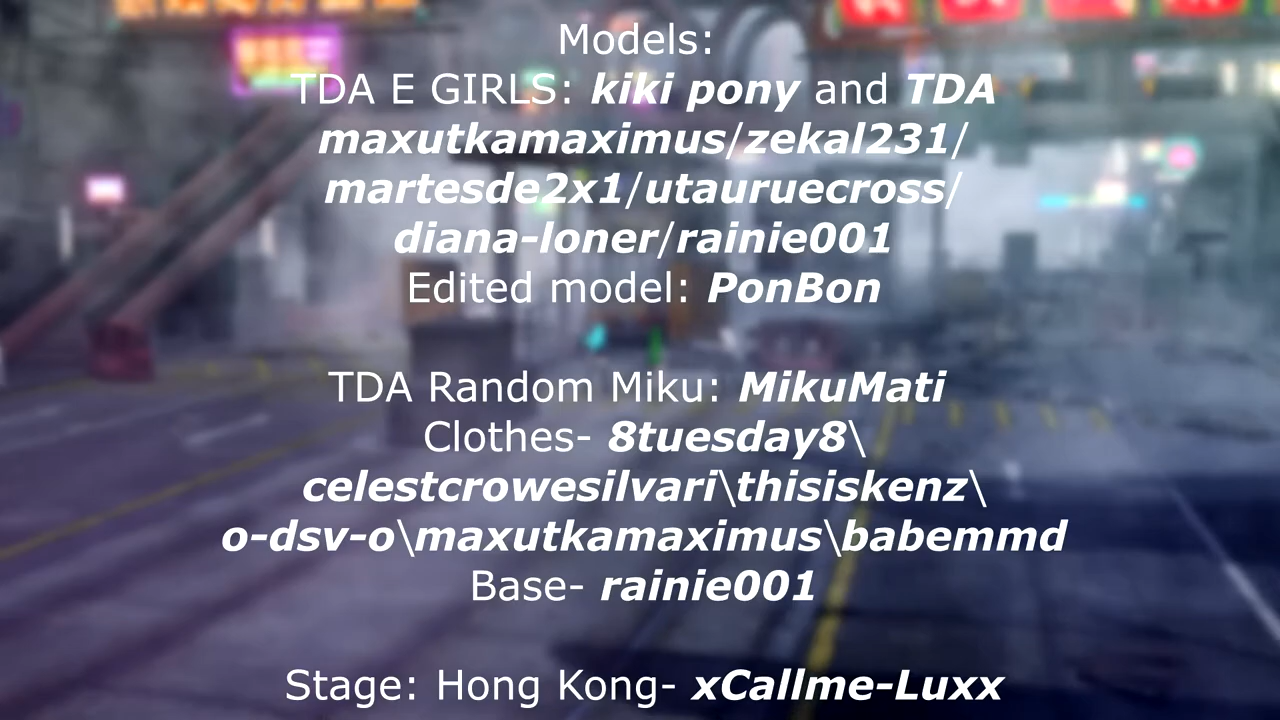 Models:
TDA E GIRLS: kiki pony and TDA
maxutkamaximus/zekal231/
martesde2x1/utauruecross/
diana-loner/rainie001
Edited model: PonBon
TDA Random Miku: MikuMati
Clothes- 8tuesday8\
celestcrowesilvari\thisiskenz\
o-dsv-o\maxutkamaximus\babemmd
Base- rainie001
Stage: Hong Kong- xCallme-Luxx